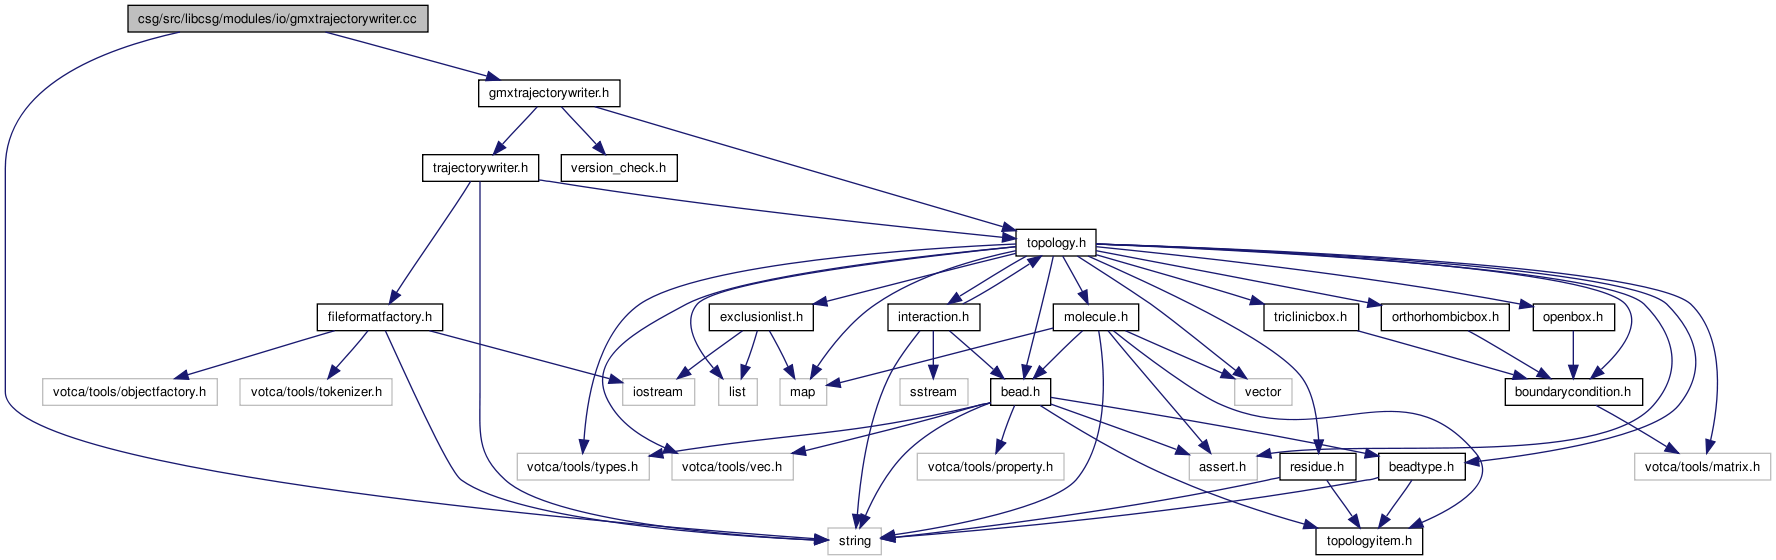 csg/src/libcsg/modules/io/gmxtrajectorywriter.cc
gmxtrajectorywriter.h
trajectorywriter.h
version_check.h
topology.h
fileformatfactory.h
exclusionlist.h
interaction.h
molecule.h
triclinicbox.h
orthorhombicbox.h
openbox.h
votca/tools/objectfactory.h
votca/tools/tokenizer.h
iostream
list
map
sstream
bead.h
vector
boundarycondition.h
votca/tools/types.h
votca/tools/vec.h
votca/tools/property.h
assert.h
residue.h
beadtype.h
votca/tools/matrix.h
string
topologyitem.h